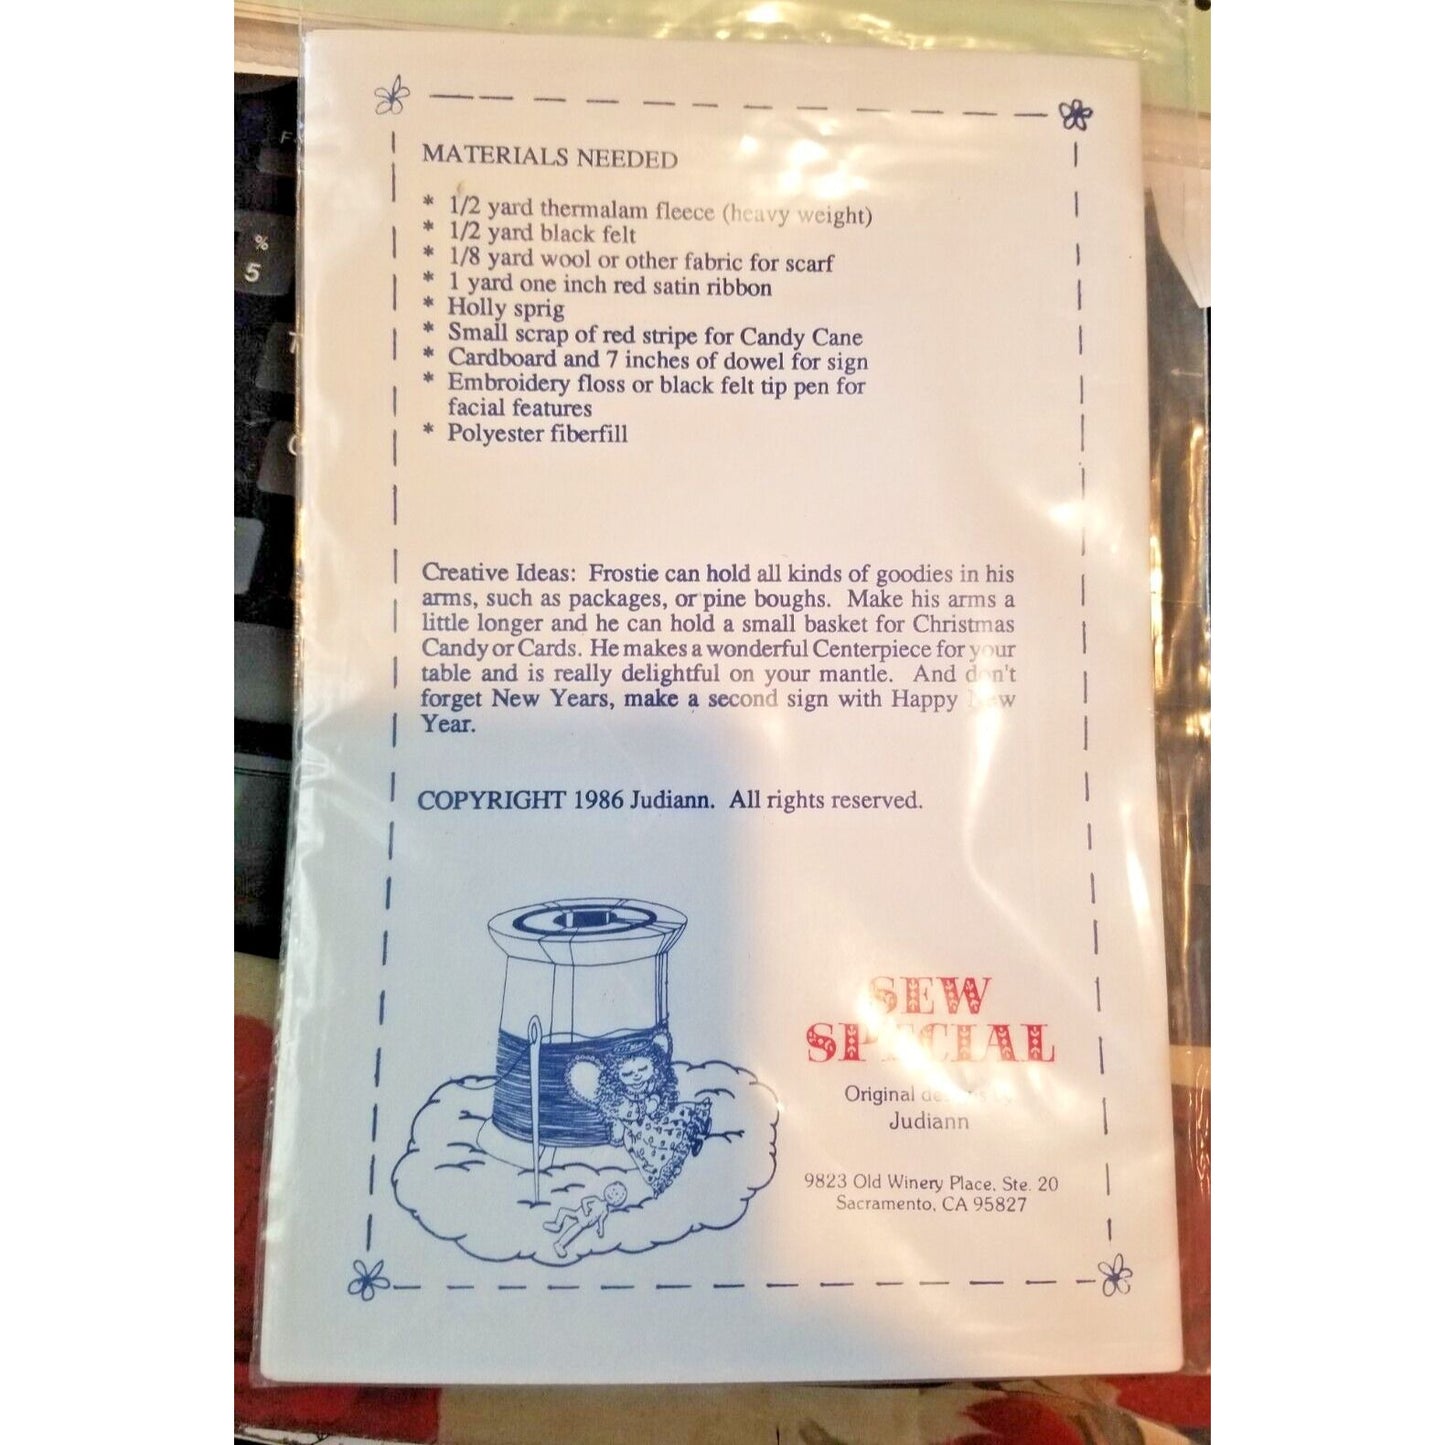 MATERIALS NEEDED
* 1/2 yard thermalam fleece (heavy weight)
* 1/2 yard black felt
* 1/8 yard wool or other fabric for scarf
* 1 yard one inch red satin ribbon
* Holly sprig
* Small scrap of red stripe for Candy Cane
* Cardboard and 7 inches of dowel for sign
* Embroidery floss or black felt tip pen for
facial features
* Polyester fiberfill
Creative Ideas: Frostie can hold all kinds of goodies in his
arms, such as packages, or pine boughs. Make his arms a
little longer and he can hold a small basket for Christmas
Candy or Cards. He makes a wonderful Centerpiece for your
table and is really delightful on your mantle. And don't
forget New Years, make a second sign with Happy New
Year.
COPYRIGHT 1986 Judiann. All rights reserved.
SEW
SPECIAL
Original designs by
Judiann
9823 Old Winery Place, Ste. 20
Sacramento, CA 95827
%
5